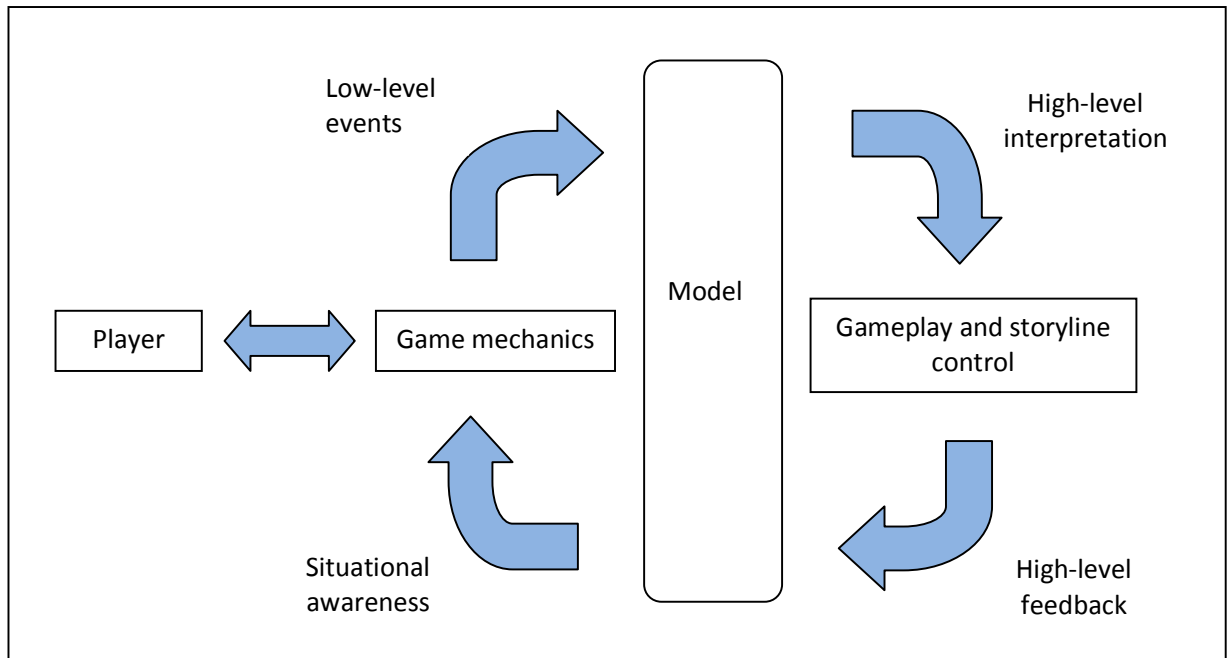 Low-level
events
High-level
interpretation
Player
Game mechanics
Model
Gameplay and storyline
control
Situational
awareness
High-level
feedback